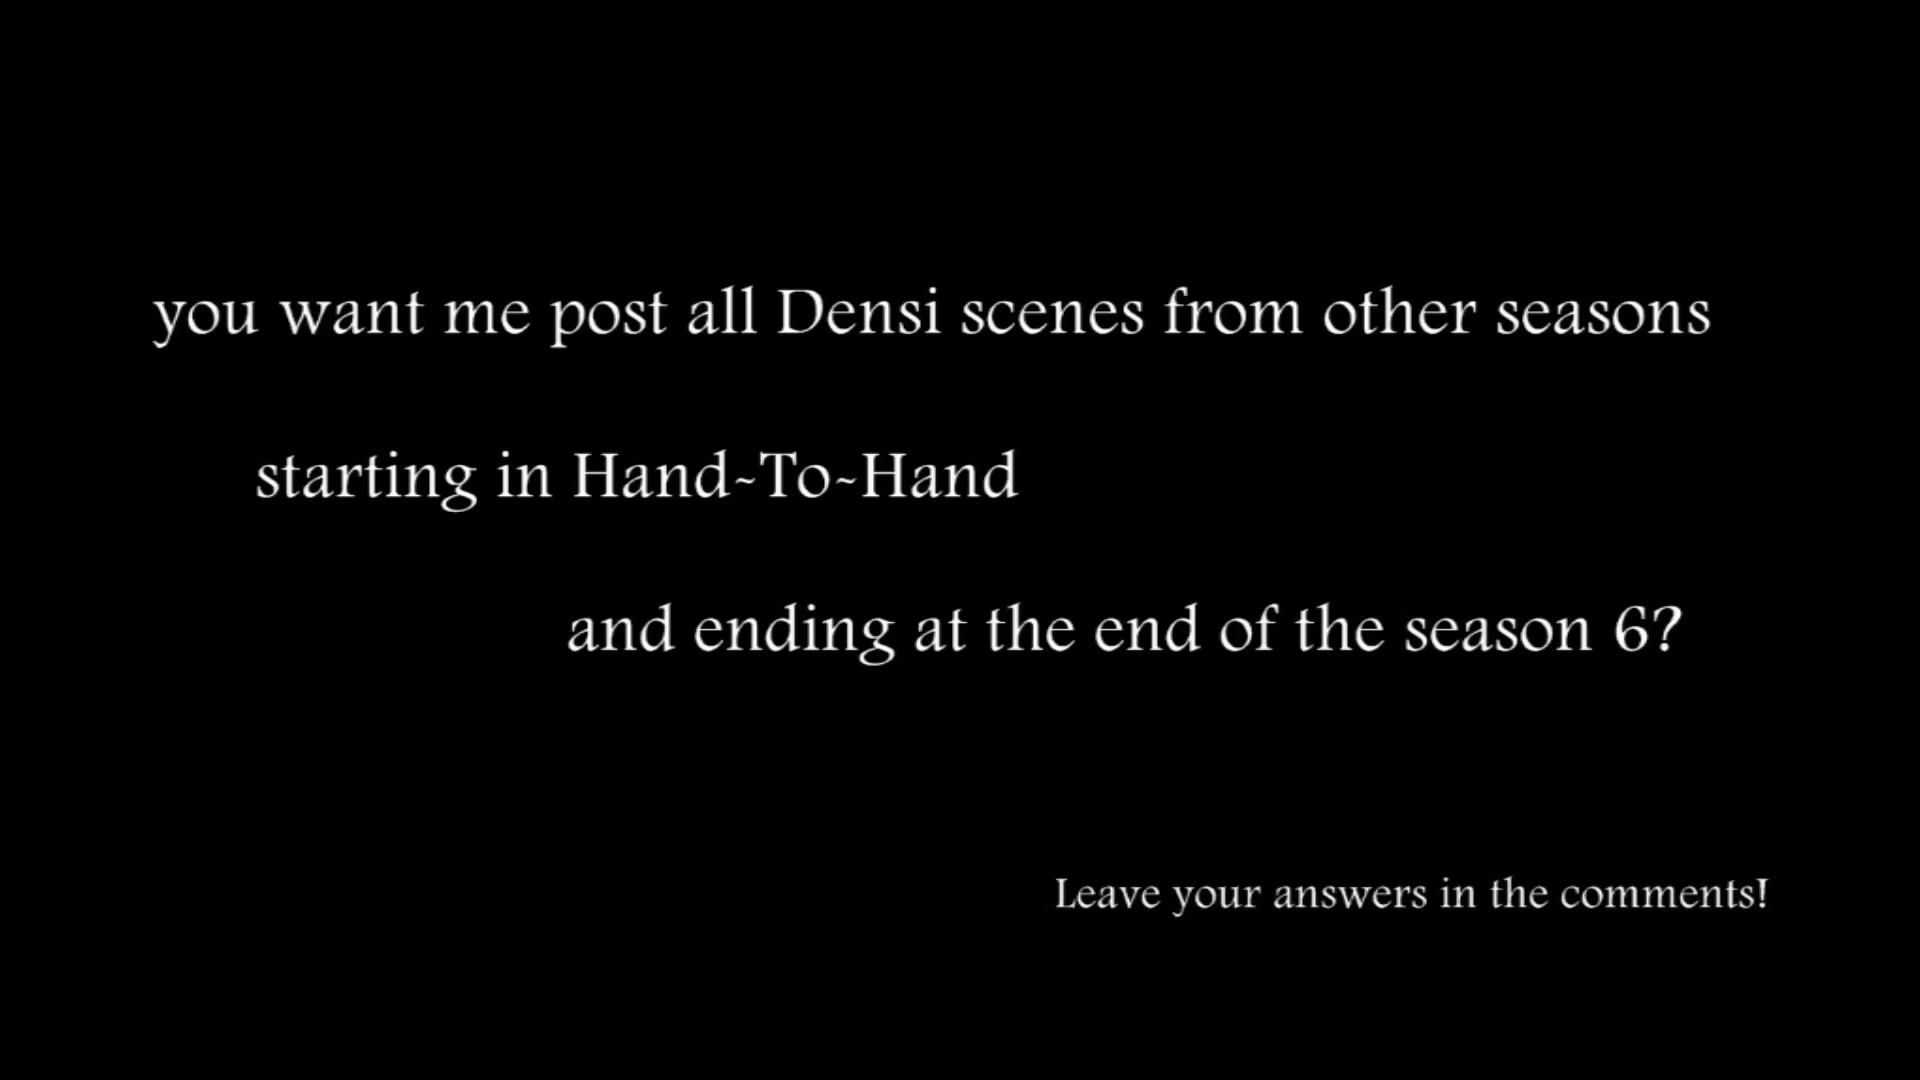 you want me post all Densi scenes from other seasons
starting in Hand-To-Hand
and ending at the end of the season 6?
Leave your answers in the comments!